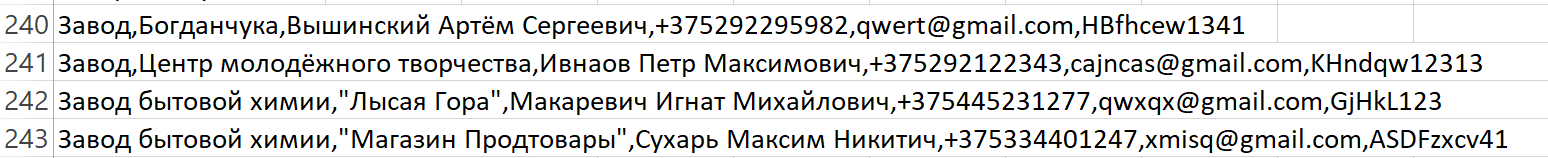 240 Завод,Богданчука,Вышинский Артём Сергеевич,+375292295982,qwert@gmail.com,HBfhcew1341
241 Завод,Центр молодёжного творчества,Ивнаов Петр Максимович,+375292122343,cajncas@gmail.com,KHndqw12313
242 Завод бытовой химии,"Лысая Гора",Макаревич Игнат Михайлович,+375445231277,qwxqx@gmail.com,GjHkL123
243 Завод бытовой химии,"Магазин Продтовары",Сухарь Максим Никитич,+375334401247,xmisq@gmail.com,ASDFzxcv41